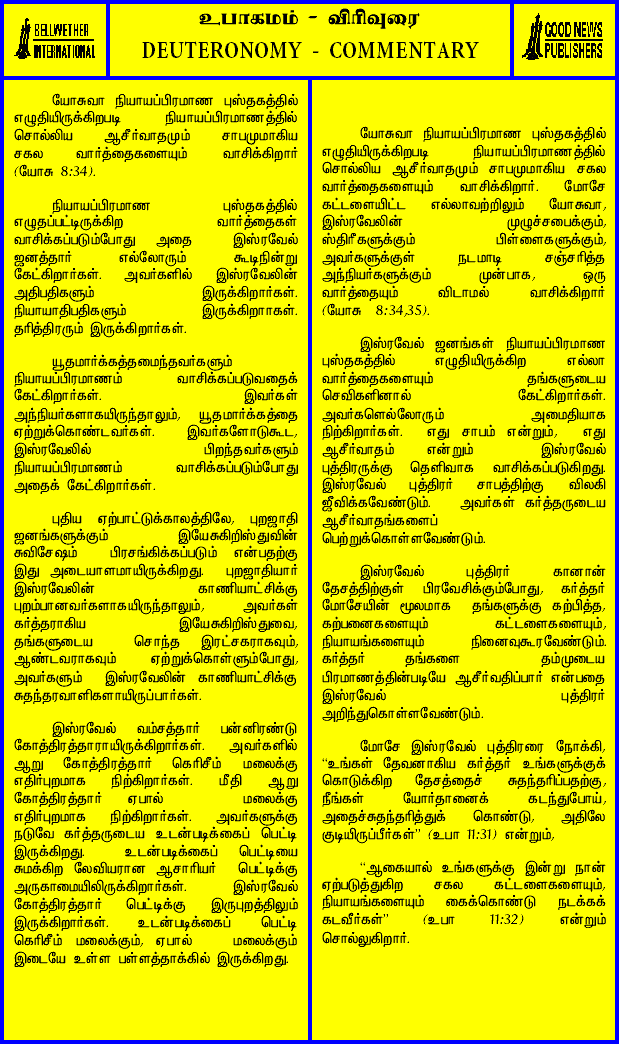 BELLWETHER
INTERNATIONAL
உபாகமம் - விரிவுரை
DEUTERONOMY - COMMENTARY
GOOD NEWS
PUBLISHERS
யோசுவா நியாயப்பிரமாண புஸ்தகத்தில்
எழுதியிருக்கிறபடி நியாயப்பிரமாணத்தில்
சொல்லிய ஆசீர்வாதமும் சாபமுமாகிய
சகல வார்த்தைகளையும் வாசிக்கிறார்
(யோசு 8:34).
நியாயப்பிரமாண புஸ்தகத்தில்
எழுதப்பட்டிருக்கிற வார்த்தைகள்
வாசிக்கப்படும்போது அதை இஸ்ரவேல்
ஜனத்தார் எல்லோரும் கூடிநின்று
கேட்கிறார்கள். அவர்களில் இஸ்ரவேலின்
அதிபதிகளும் இருக்கிறார்கள்.
நியாயாதிபதிகளும் இருக்கிறாாகள்.
தரித்திரரும் இருக்கிறார்கள்.
யூதமார்க்கத்தமைந்தவர்களும்
நியாயப்பிரமாணம் வாசிக்கப்படுவதைக்
கேட்கிறார்கள். இவர்கள்
அந்நியர்களாகயிருந்தாலும், யூதமார்க்கத்தை
ஏற்றுக்கொண்டவர்கள். இவர்களோடுகூட,
இஸ்ரவேலில் பிறந்தவர்களும்
நியாயப்பிரமாணம் வாசிக்கப்படும்போது
அதைக் கேட்கிறார்கள்.
புதிய ஏற்பாட்டுக்காலத்திலே, புறஜாதி
ஜனங்களுக்கும் இயேசுகிறிஸ்துவின்
சுவிசேஷம் பிரசங்கிக்கப்படும் என்பதற்கு
இது அடையாளமாயிருக்கிறது. புறஜாதியார்
இஸ்ரவேலின் காணியாட்சிக்கு
புறம்பானவர்களாகயிருந்தாலும், அவர்கள்
கர்த்தராகிய இயேசுகிறிஸ்துவை,
தங்களுடைய சொந்த இரட்சகராகவும்,
ஆண்டவராகவும் ஏற்றுக்கொள்ளும்போது,
அவர்களும் இஸ்ரவேலின் காணியாட்சிக்கு
சுதந்தரவாளிகளாயிருப்பார்கள்.
இஸ்ரவேல் வம்சத்தார் பன்னிரண்டு
கோத்திரத்தாராயிருக்கிறார்கள். அவர்களில்
ஆறு கோத்திரத்தார் கெரிசீம் மலைக்கு
எதிர்புறமாக நிற்கிறார்கள். மீதி ஆறு
கோத்திரத்தார் ஏபால் மலைக்கு
எதிர்புறமாக நிற்கிறார்கள். அவர்களுக்கு
நடுவே கர்த்தருடைய உடன்படிக்கைப் பெட்டி
இருக்கிறது. உடன்படிக்கைப் பெட்டியை
சுமக்கிற லேவியரான ஆசாரியர் பெட்டிக்கு
அருகாமையிலிருக்கிறார்கள். இஸ்ரவேல்
கோத்திரத்தார் பெட்டிக்கு இருபுறத்திலும்
இருக்கிறார்கள். உடன்படிக்கைப் பெட்டி
கெரிசீம் மலைக்கும், ஏபால் மலைக்கும்
இடையே உள்ள பள்ளத்தாக்கில் இருக்கிறது.
யோசுவா நியாயப்பிரமாண புஸ்தகத்தில்
எழுதியிருக்கிறபடி நியாயப்பிரமாணத்தில்
சொல்லிய ஆசீர்வாதமும் சாபமுமாகிய சகல
வார்த்தைகளையும் வாசிக்கிறார். மோசே
கட்டளையிட்ட எல்லாவற்றிலும் யோசுவா,
இஸ்ரவேலின் முழுச்சபைக்கும்,
ஸ்திரீகளுக்கும் பிள்ளைகளுக்கும்,
அவர்களுக்குள் நடமாடி சஞ்சரித்த
அந்நியர்களுக்கும் முன்பாக, ஒரு
வார்த்தையும் விடாமல் வாசிக்கிறார்
(யோசு 8:34,35).
இஸ்ரவேல் ஜனங்கள் நியாயப்பிரமாண
புஸ்தகத்தில் எழுதியிருக்கிற எல்லா
வார்த்தைகளையும் தங்களுடைய
செவிகளினால் கேட்கிறார்கள்.
அவர்களெல்லோரும் அமைதியாக
நிற்கிறார்கள். எது சாபம் என்றும், எது
ஆசீர்வாதம் என்றும் இஸ்ரவேல்
புத்திரருக்கு தெளிவாக வாசிக்கப்படுகிறது.
இஸ்ரவேல் புத்திரர் சாபத்திற்கு விலகி
ஜீவிக்கவேண்டும். அவர்கள் கர்த்தருடைய
ஆசீர்வாதங்களைப்
பெற்றுக்கொள்ளவேண்டும்.
இஸ்ரவேல் புத்திரர் கானான்
தேசத்திற்குள் பிரவேசிக்கும்போது, கர்த்தர்
மோசேயின் மூலமாக தங்களுக்கு கற்பித்த,
கற்பனைகளையும் கட்டளைகளையும்,
நியாயங்களையும் நினைவுகூரவேண்டும்.
கர்த்தர் தங்களை தம்முடைய
பிரமாணத்தின்படியே ஆசீர்வதிப்பார் என்பதை
இஸ்ரவேல் புத்திரர்
அறிந்துகொள்ளவேண்டும்.
மோசே இஸ்ரவேல் புத்திரரை நோக்கி,
"உங்கள் தேவனாகிய கர்த்தர் உங்களுக்குக்
கொடுக்கிற தேசத்தைச் சுதந்தரிப்பதற்கு,
நீங்கள் யோர்தானைக் கடந்துபோய்,
அதைச்சுதந்தரித்துக் கொண்டு, அதிலே
குடியிருப்பீர்கள்" (உபா 11:31) என்றும்,
"ஆகையால் உங்களுக்கு இன்று நான்
ஏற்படுத்துகிற சகல கட்டளைகளையும்,
நியாயங்களையும் கைக்கொண்டு நடக்கக்
கடவீர்கள்" (உபா 11:32) என்றும்
சொல்லுகிறார்.